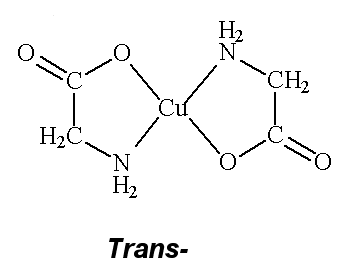 H2
O O N
CH2
Cu
H2C
N O O
H2
Trans-